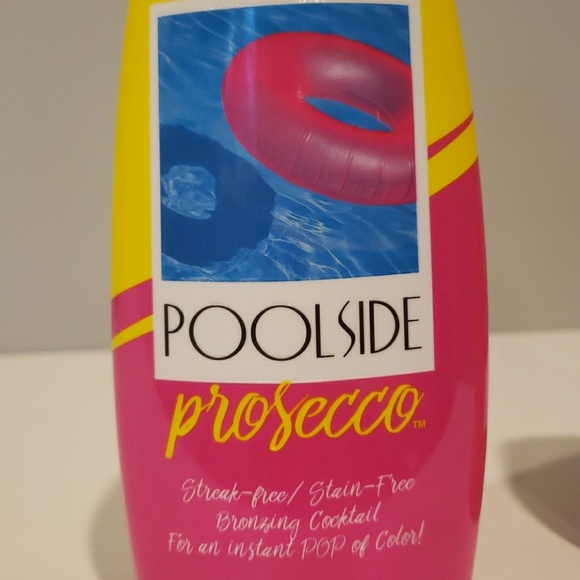 POOLSIDE
prosecco™
Streak-free/ Stain-Free
Bronzing Cocktail
For an instant POP of Color!